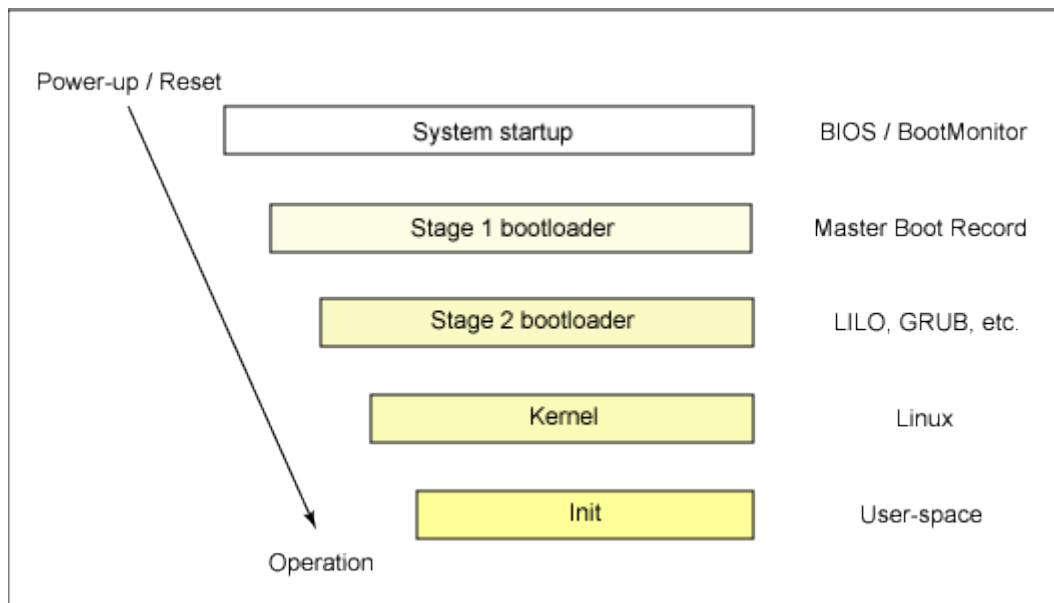 Power-up / Reset
System startup
BIOS / BootMonitor
Stage 1 bootloader
Master Boot Record
Stage 2 bootloader
LILO, GRUB, etc.
Kernel
Linux
Init
User-space
Operation